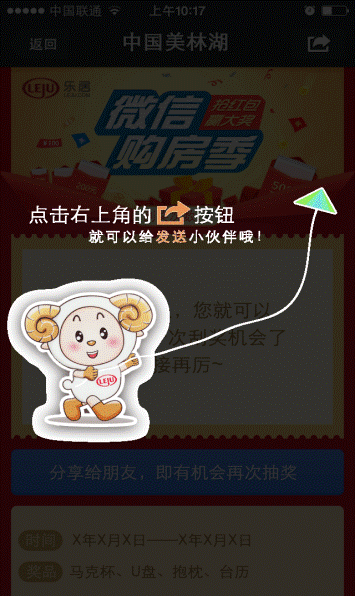 中国联通
上午10:17
返回
中国美林湖
LEJU 乐居
微信
抢红包
赢大奖
购房季
点击右上角的 按钮
就可以给发送小伙伴哦!
，您就可以
次刮奖机会了
接再厉~
LEJU
分享给朋友，即有机会再次抽奖
时间 X年X月X日——X年X月X日
奖品 马克杯、U盘、抱枕、台历